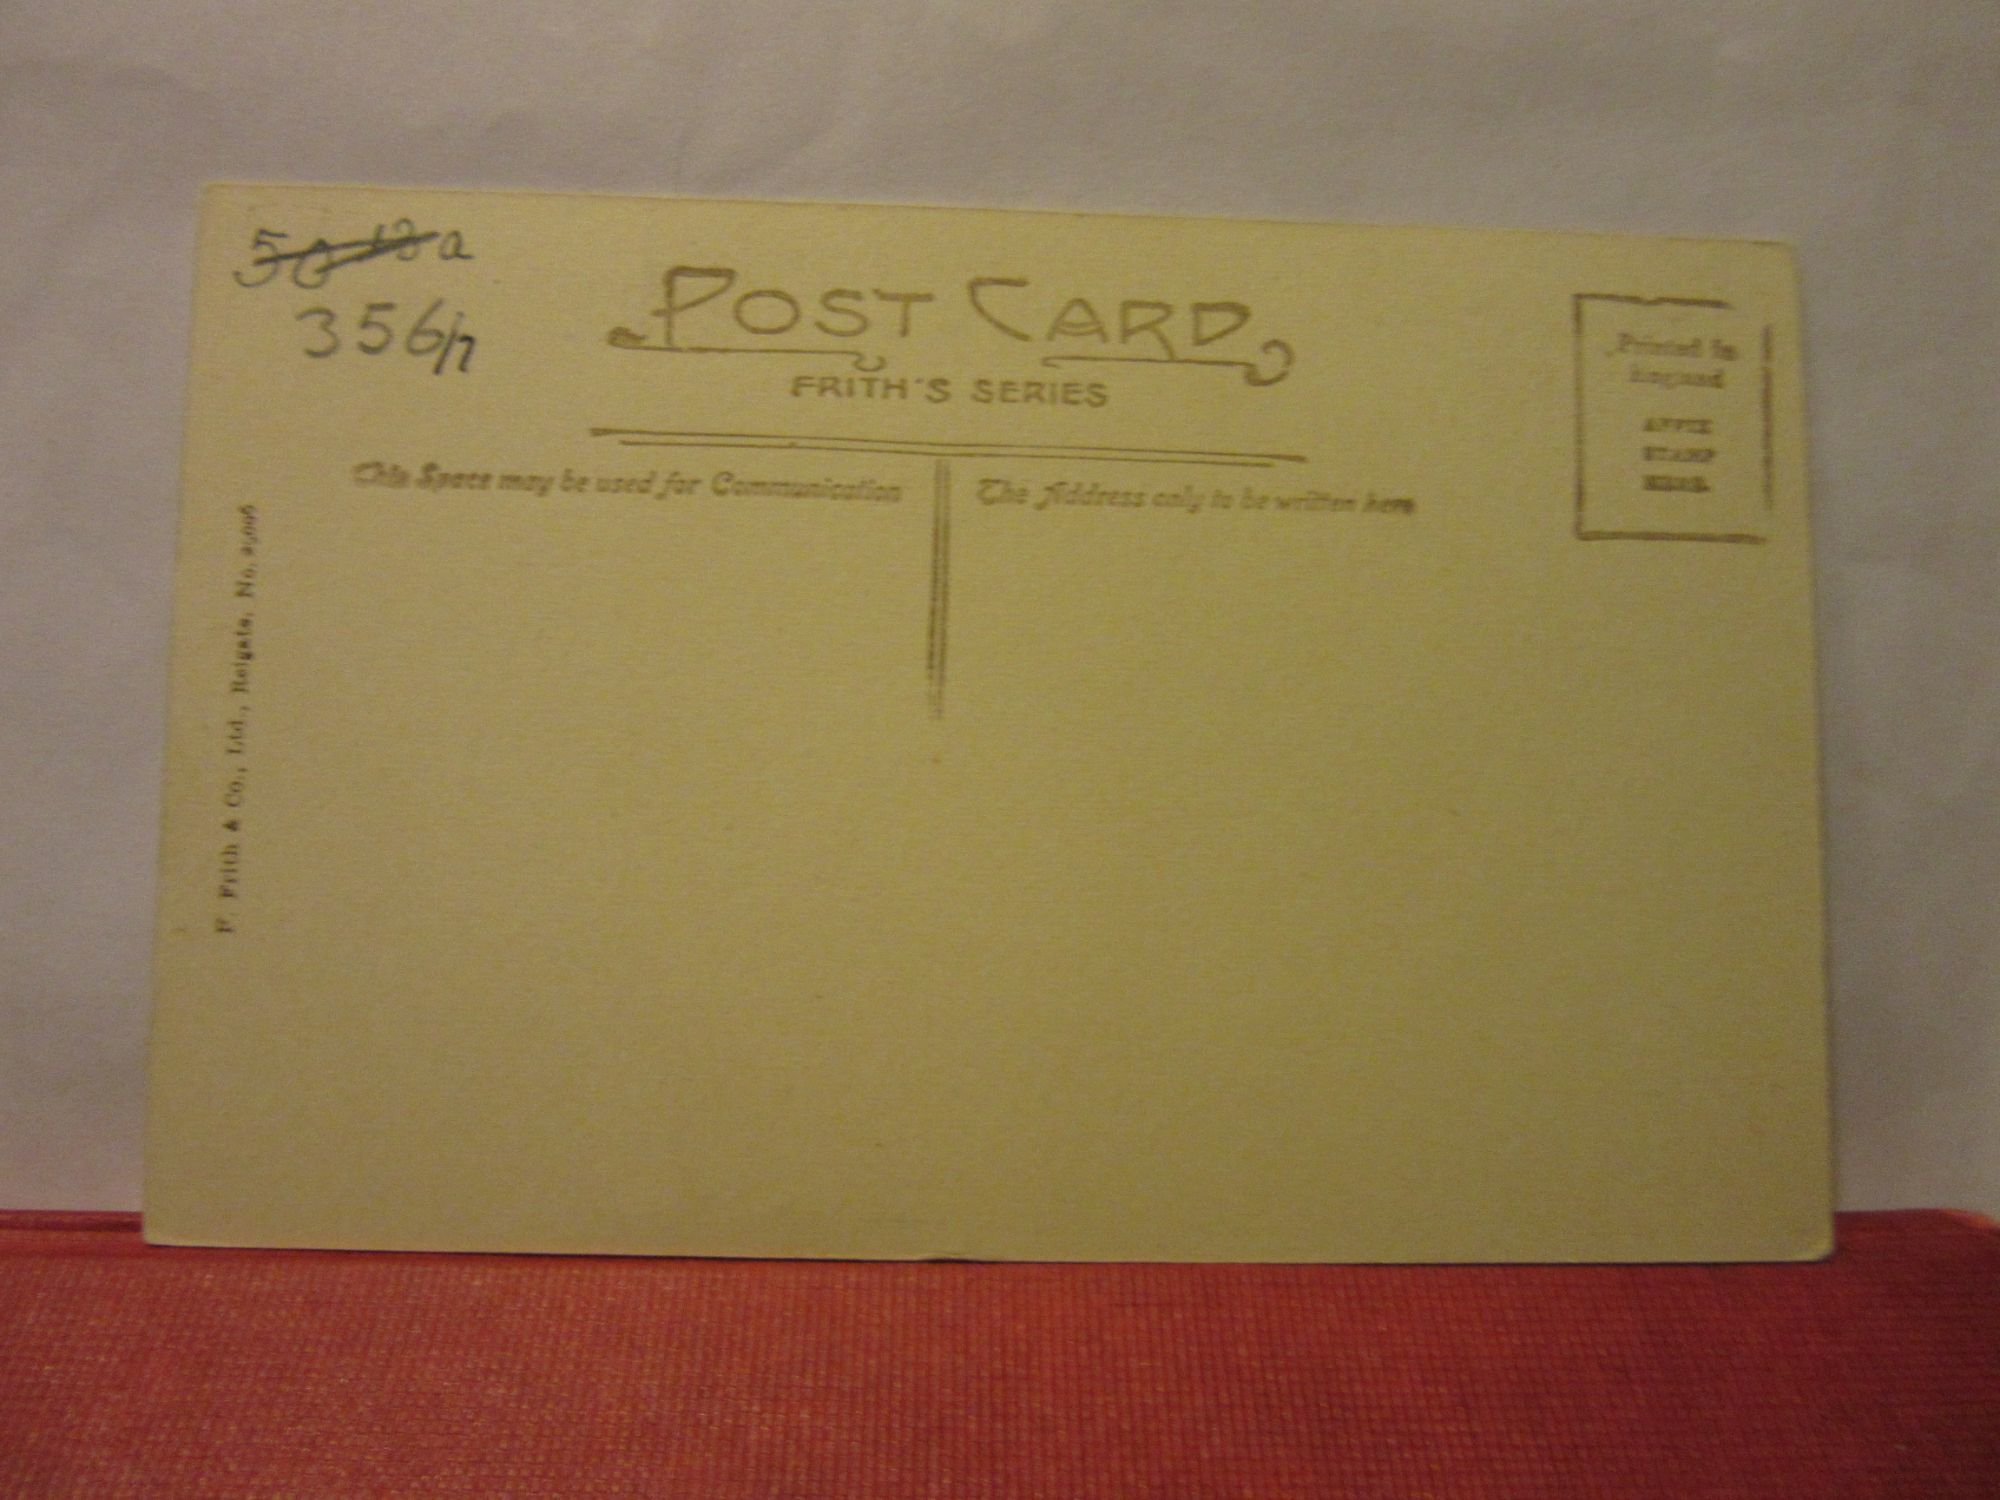 50 13 a
356/7
POST CARD
FRITH'S SERIES
Printed in
England
AFFIX
STAMP
HERE.
This Space may be used for Communication
The Address only to be written here
F. Frith & Co., Ltd., Reigate, No.